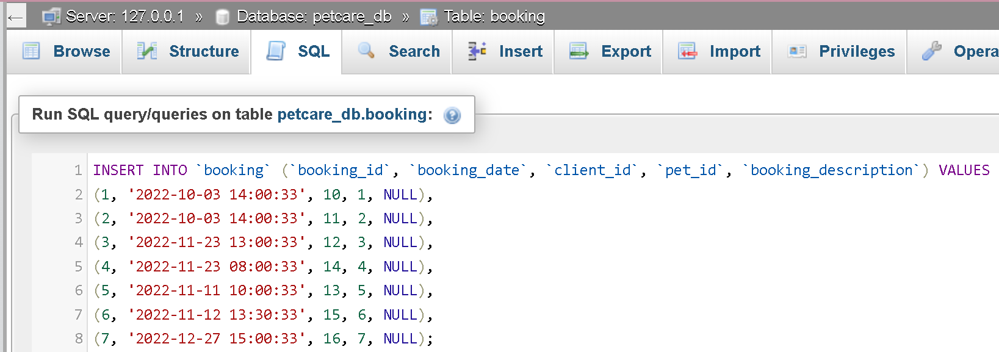 ← Server: 127.0.0.1 » Database: petcare_db » Table: booking
Browse Structure SQL Search Insert Export Import Privileges Opera
Run SQL query/queries on table petcare_db.booking:
1 INSERT INTO `booking` (`booking_id`, `booking_date`, `client_id`, `pet_id`, `booking_description`) VALUES
2 (1, '2022-10-03 14:00:33', 10, 1, NULL),
3 (2, '2022-10-03 14:00:33', 11, 2, NULL),
4 (3, '2022-11-23 13:00:33', 12, 3, NULL),
5 (4, '2022-11-23 08:00:33', 14, 4, NULL),
6 (5, '2022-11-11 10:00:33', 13, 5, NULL),
7 (6, '2022-11-12 13:30:33', 15, 6, NULL),
8 (7, '2022-12-27 15:00:33', 16, 7, NULL);